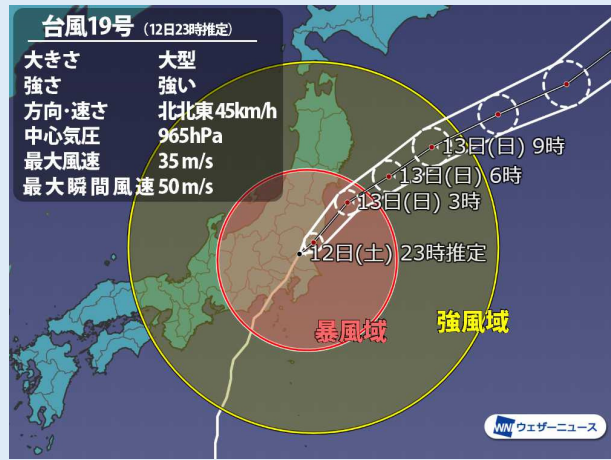 台風19号 (12日23時推定)
大きさ 大型
強さ 強い
方向・速さ 北北東 45km/h
中心気圧 965hPa
最大風速 35m/s
最大瞬間風速 50m/s
13日(日) 9時
13日(日) 6時
13日(日) 3時
12日(土) 23時推定
暴風域
強風域
WN ウェザーニュース